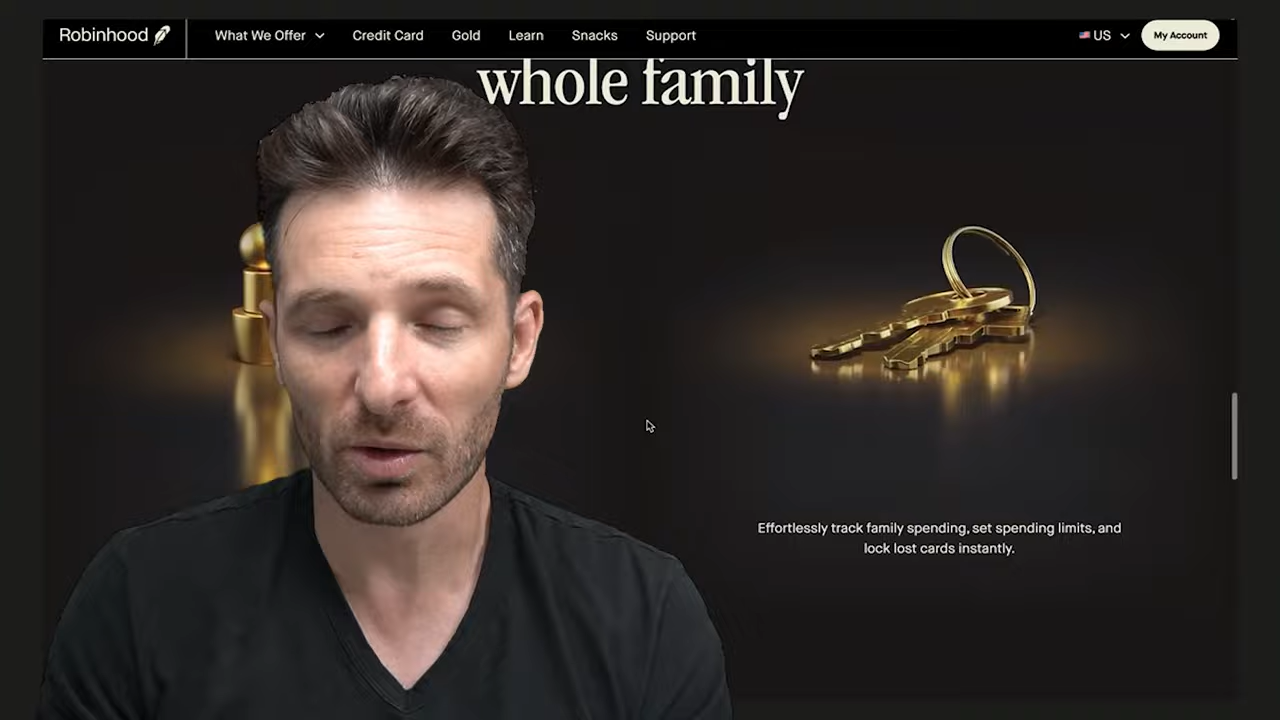 Robinhood
What We Offer
Credit Card
Gold
Learn
Snacks
Support
US
My Account
whole family
Effortlessly track family spending, set spending limits, and
lock lost cards instantly.